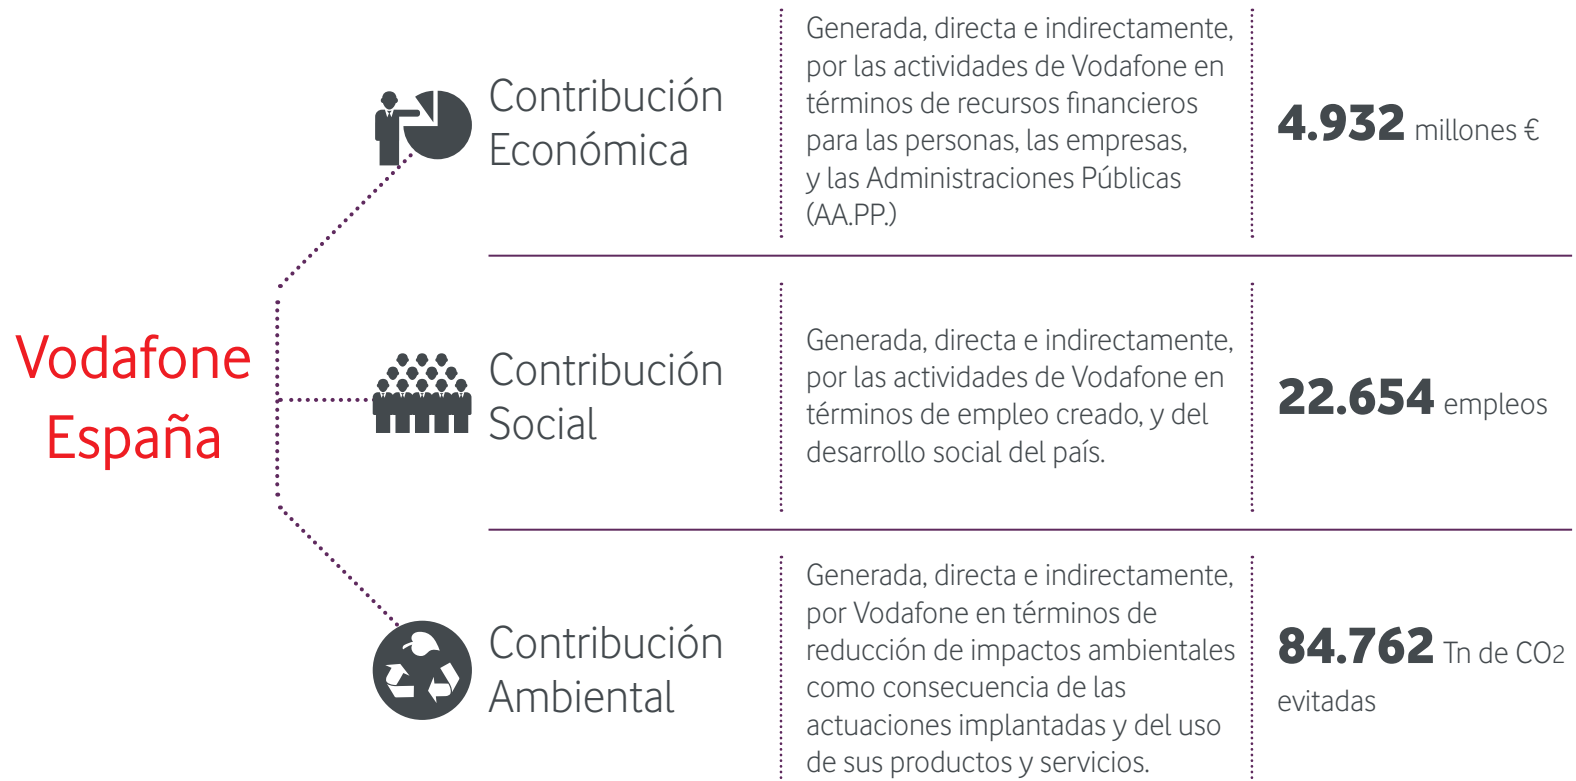 Vodafone
España
Contribución
Económica
Generada, directa e indirectamente,
por las actividades de Vodafone en
términos de recursos financieros
para las personas, las empresas,
y las Administraciones Públicas
(AA.PP.)
4.932 millones €
Contribución
Social
Generada, directa e indirectamente,
por las actividades de Vodafone en
términos de empleo creado, y del
desarrollo social del país.
22.654 empleos
Contribución
Ambiental
Generada, directa e indirectamente,
por Vodafone en términos de
reducción de impactos ambientales
como consecuencia de las
actuaciones implantadas y del uso
de sus productos y servicios.
84.762 Tn de CO2
evitadas